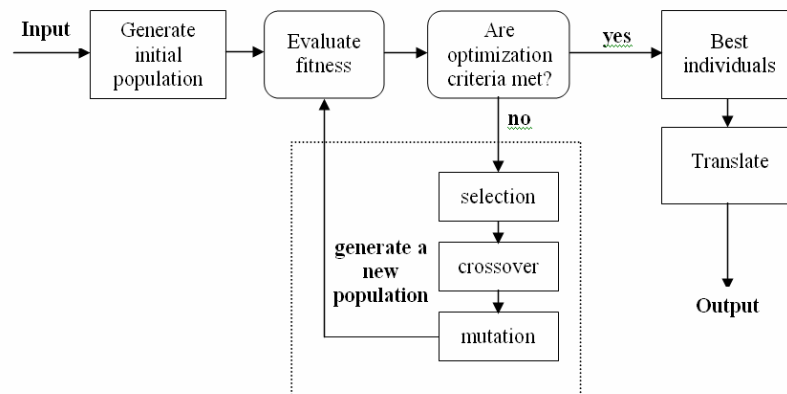 Input
Generate
initial
population
Evaluate
fitness
Are
optimization
criteria met?
yes
Best
individuals
no
Translate
selection
generate a
new
population
crossover
mutation
Output